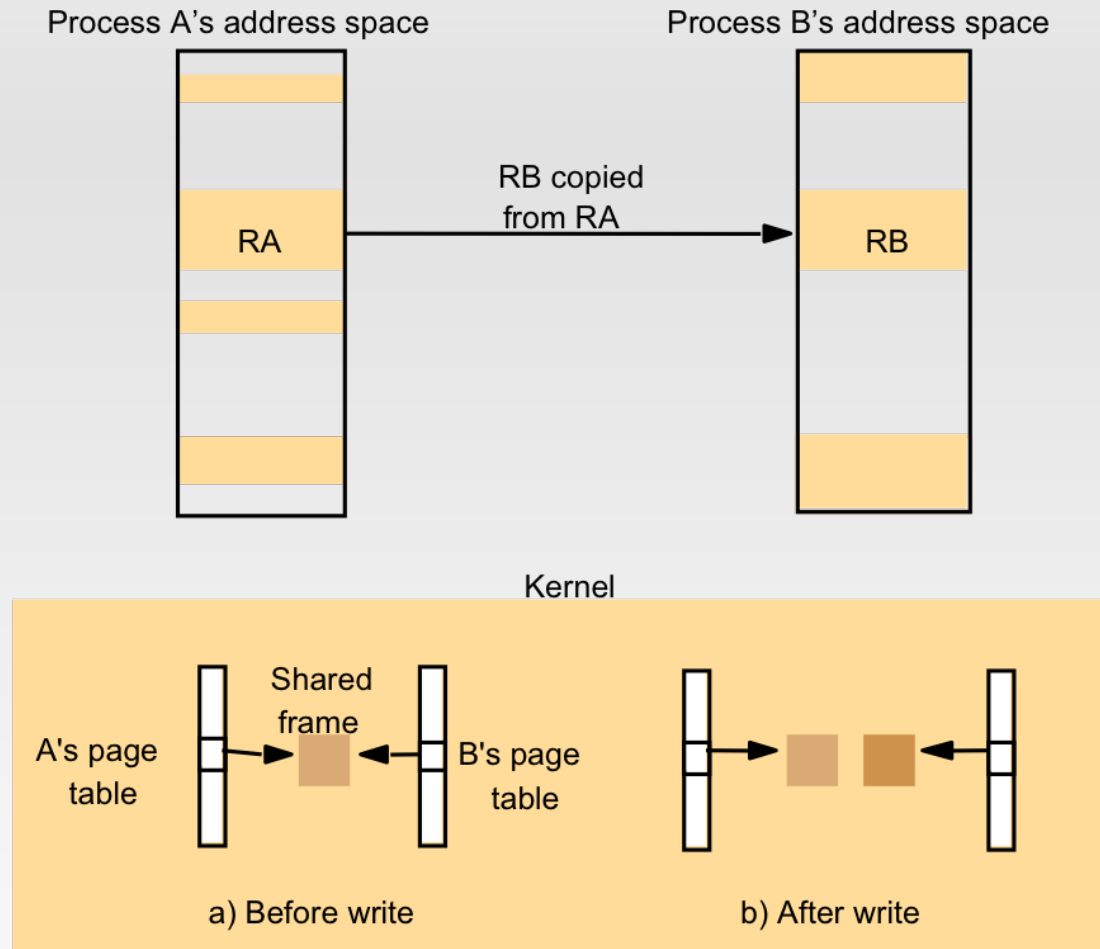 Process A’s address space
Process B’s address space
RB copied
from RA
RA
RB
Kernel
Shared
frame
A's page
table
B's page
table
a) Before write
b) After write